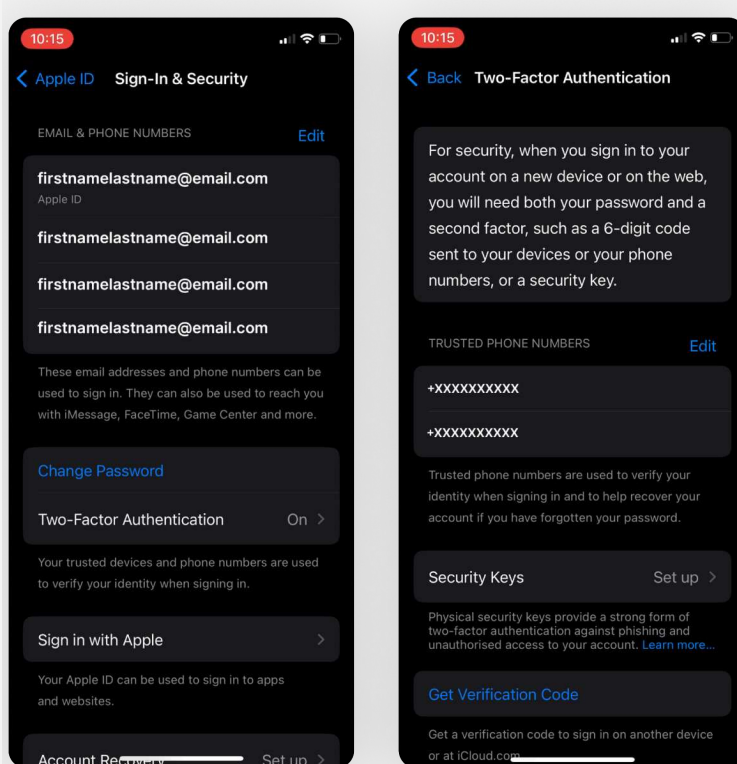 10:15
Apple ID Sign-In & Security
EMAIL & PHONE NUMBERS Edit
firstnamelastname@email.com
Apple ID
firstnamelastname@email.com
firstnamelastname@email.com
firstnamelastname@email.com
These email addresses and phone numbers can be
used to sign in. They can also be used to reach you
with iMessage, FaceTime, Game Center and more.
Change Password
Two-Factor Authentication On
Your trusted devices and phone numbers are used
to verify your identity when signing in.
Sign in with Apple
Your Apple ID can be used to sign in to apps
and websites.
Account Recovery Set up
10:15
Back Two-Factor Authentication
For security, when you sign in to your
account on a new device or on the web,
you will need both your password and a
second factor, such as a 6-digit code
sent to your devices or your phone
numbers, or a security key.
TRUSTED PHONE NUMBERS Edit
+XXXXXXXXXX
+XXXXXXXXXX
Trusted phone numbers are used to verify your
identity when signing in and to help recover your
account if you have forgotten your password.
Security Keys Set up
Physical security keys provide a strong form of
two-factor authentication against phishing and
unauthorised access to your account. Learn more...
Get Verification Code
Get a verification code to sign in on another device
or at iCloud.com